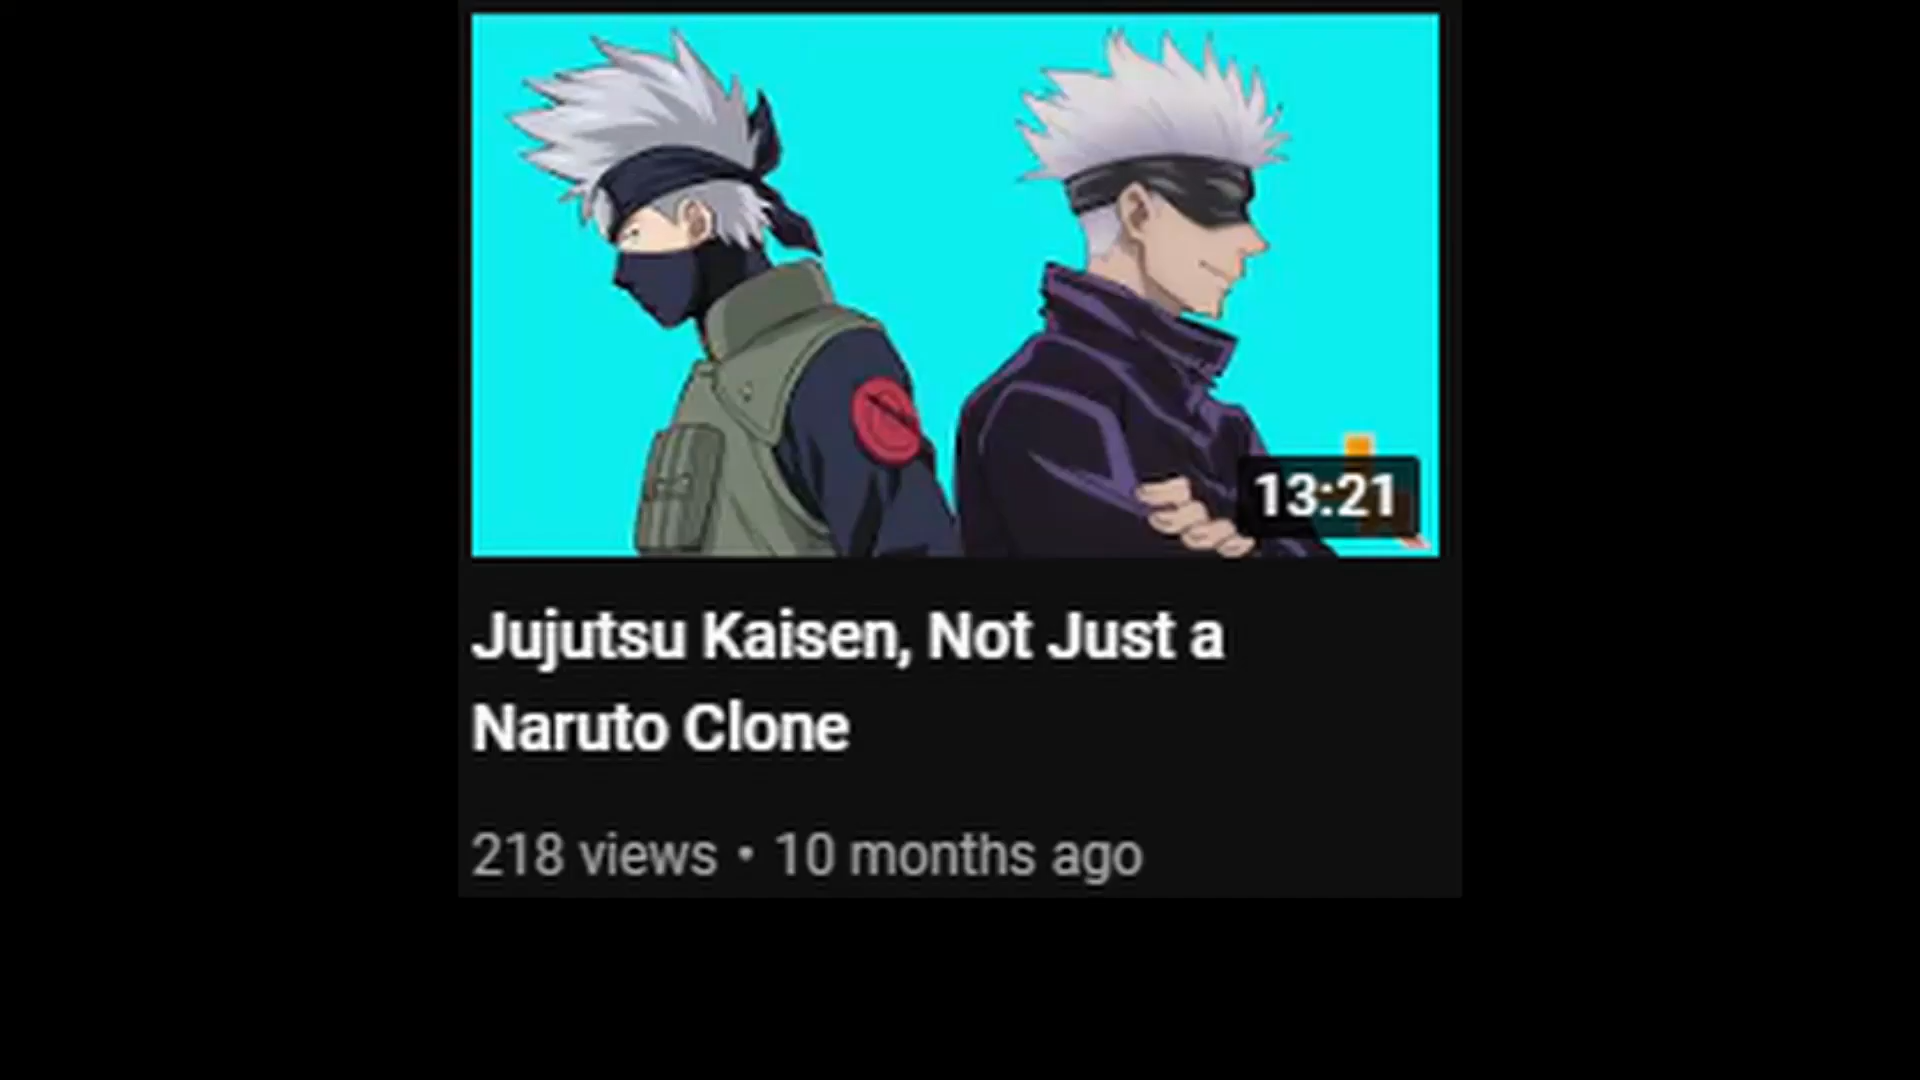 13:21
Jujutsu Kaisen, Not Just a
Naruto Clone
218 views • 10 months ago